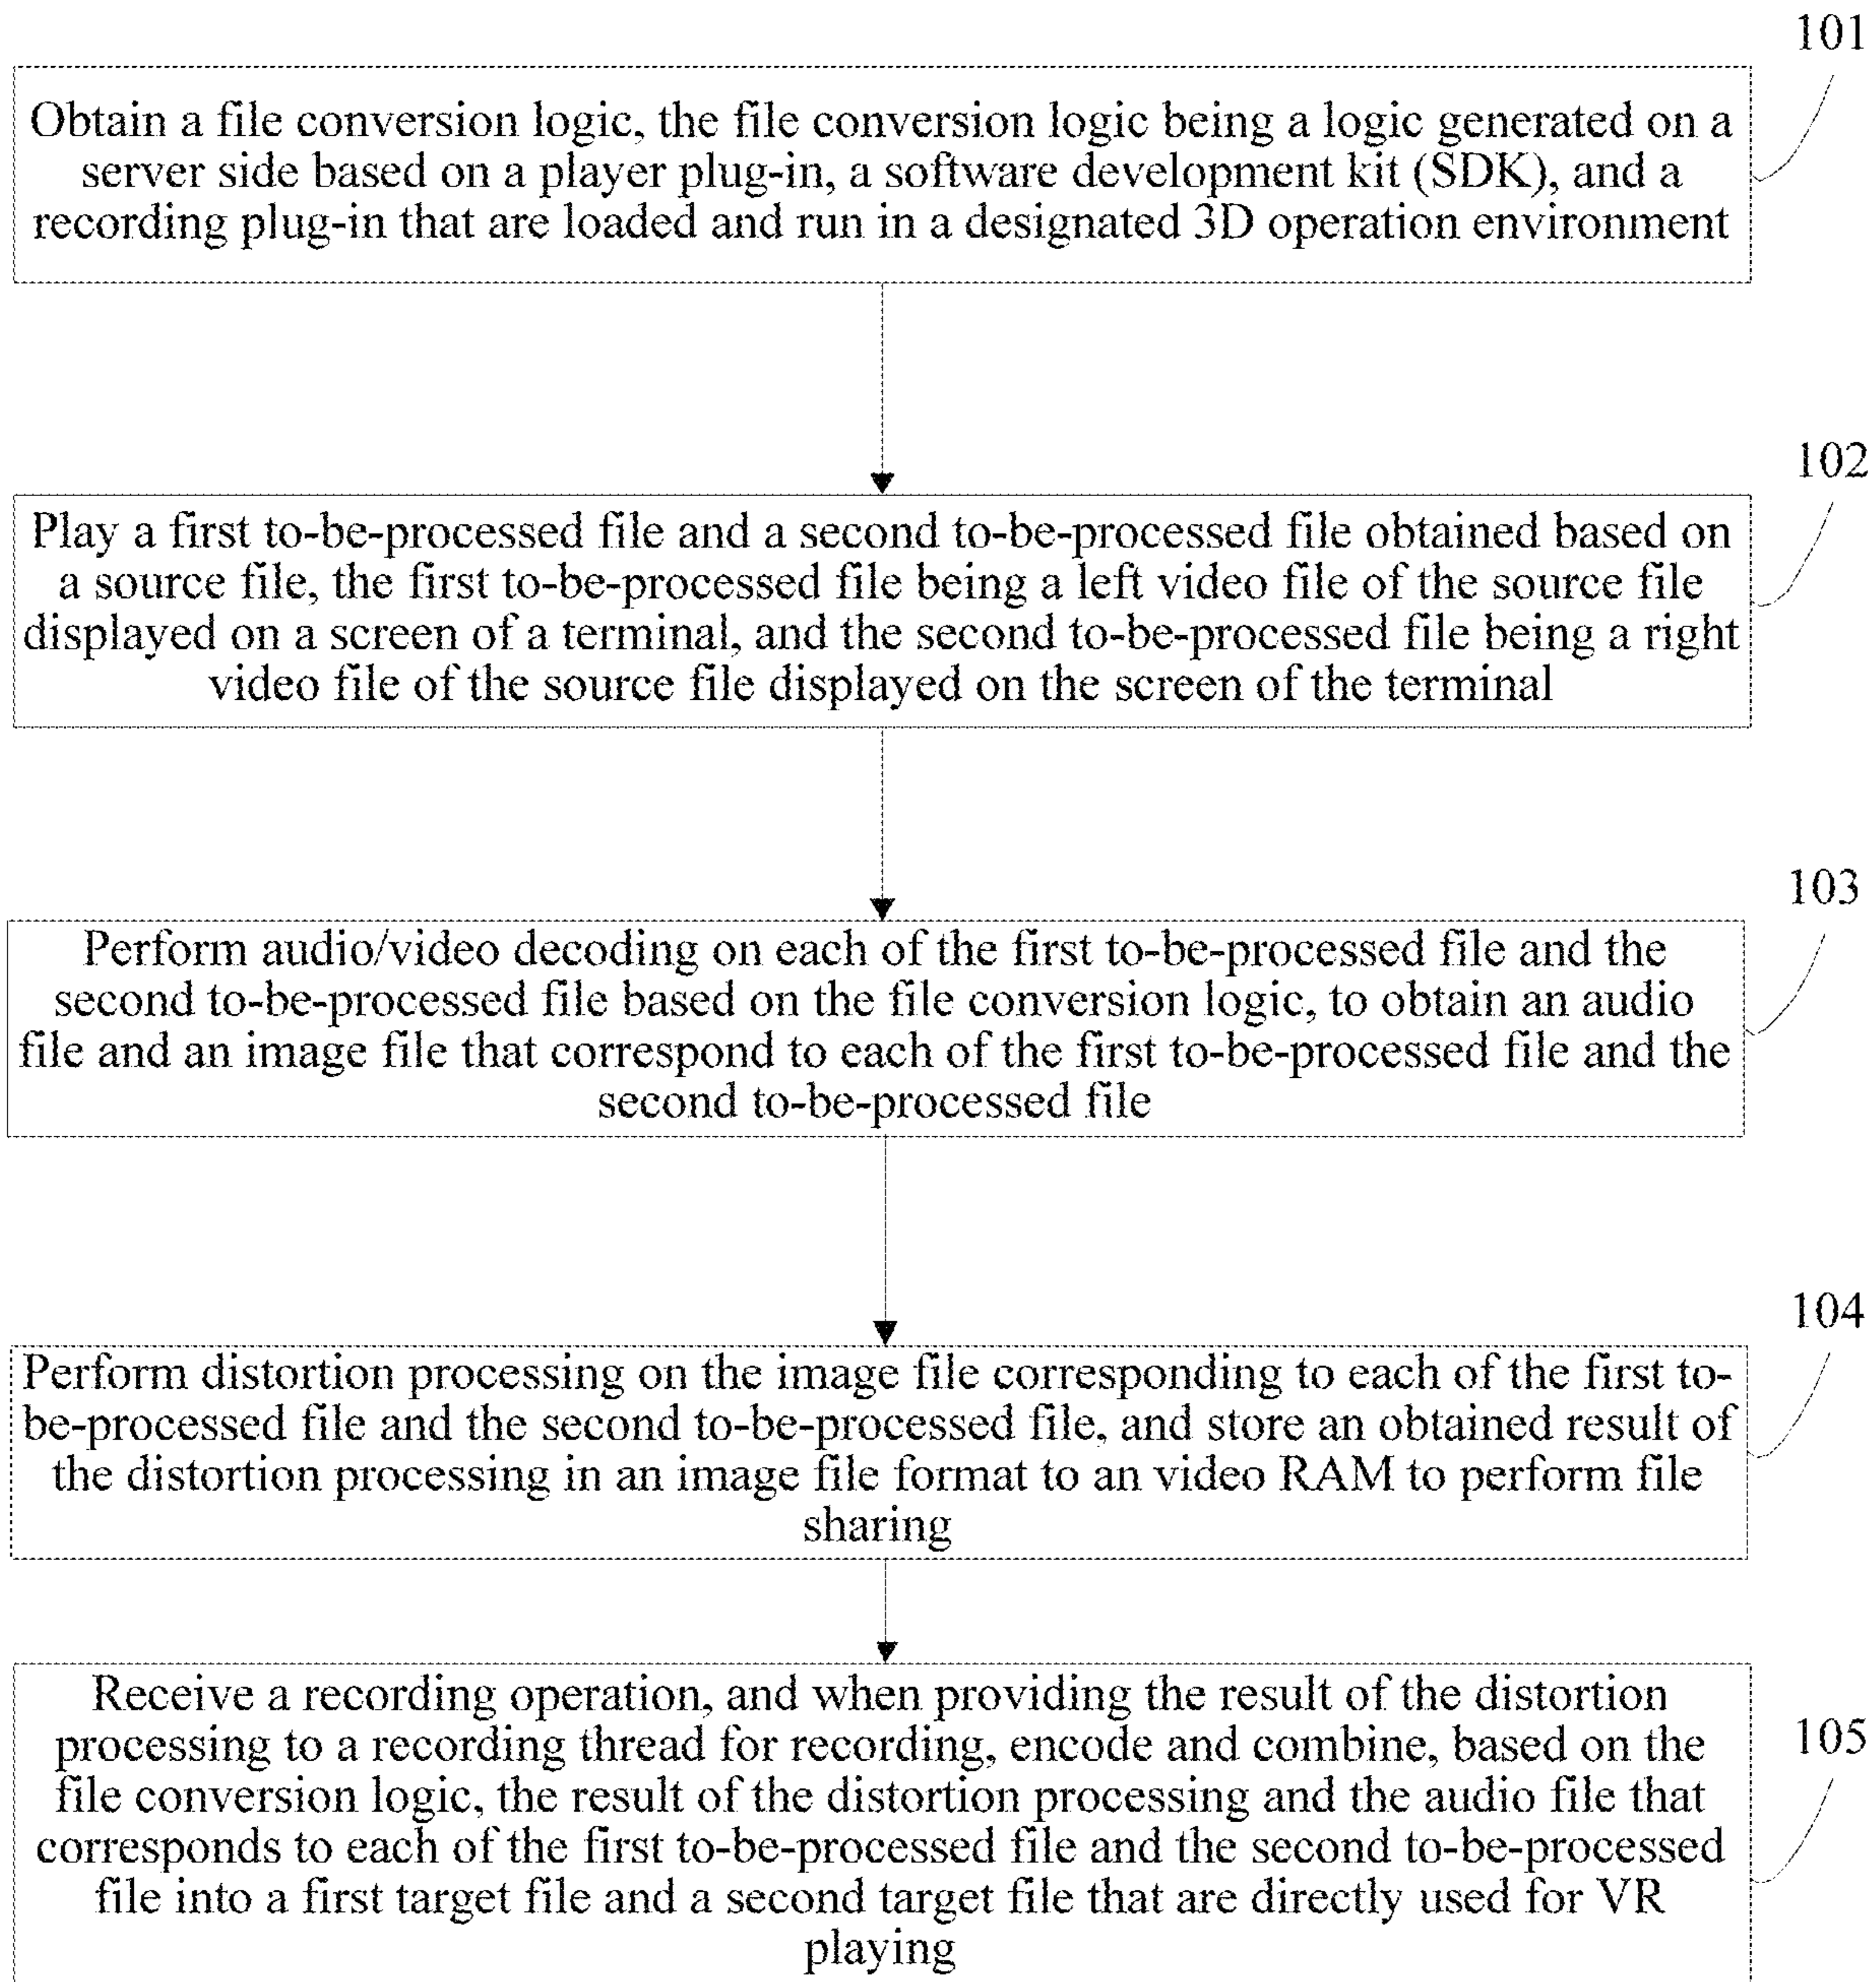 101
Obtain a file conversion logic, the file conversion logic being a logic generated on a
server side based on a player plug-in, a software development kit (SDK), and a
recording plug-in that are loaded and run in a designated 3D operation environment
102
Play a first to-be-processed file and a second to-be-processed file obtained based on
a source file, the first to-be-processed file being a left video file of the source file
displayed on a screen of a terminal, and the second to-be-processed file being a right
video file of the source file displayed on the screen of the terminal
103
Perform audio/video decoding on each of the first to-be-processed file and the
second to-be-processed file based on the file conversion logic, to obtain an audio
file and an image file that correspond to each of the first to-be-processed file and the
second to-be-processed file
104
Perform distortion processing on the image file corresponding to each of the first to-
be-processed file and the second to-be-processed file, and store an obtained result of
the distortion processing in an image file format to an video RAM to perform file
sharing
105
Receive a recording operation, and when providing the result of the distortion
processing to a recording thread for recording, encode and combine, based on the
file conversion logic, the result of the distortion processing and the audio file that
corresponds to each of the first to-be-processed file and the second to-be-processed
file into a first target file and a second target file that are directly used for VR
playing